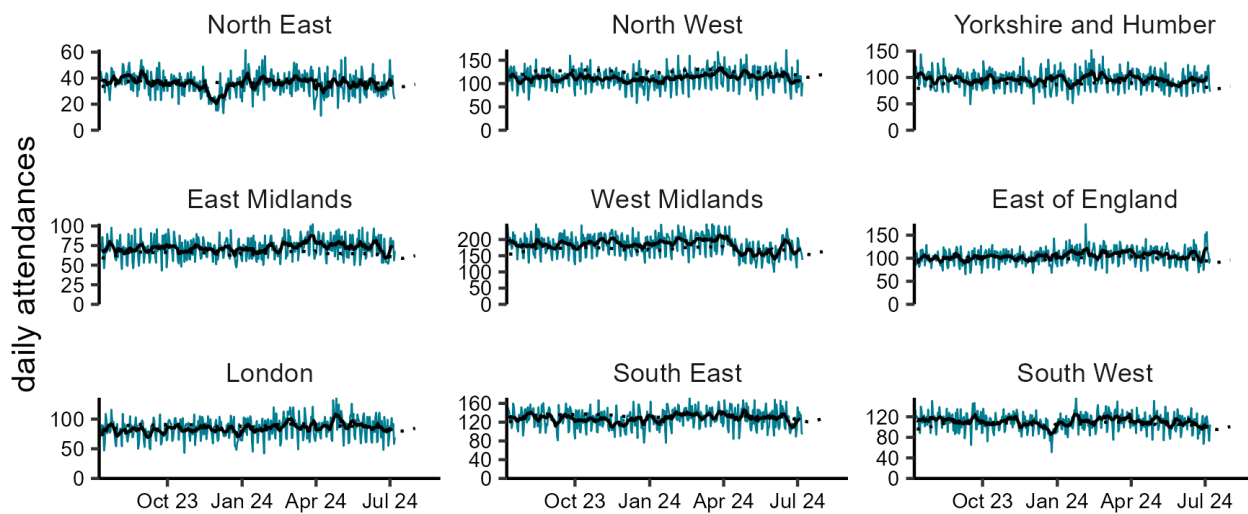 daily attendances
North East
60
40
20
0
North West
150
100
50
0
Yorkshire and Humber
150
100
50
0
East Midlands
100
75
50
25
0
West Midlands
200
150
100
50
0
East of England
150
100
50
0
London
100
50
0
Oct 23 Jan 24 Apr 24 Jul 24
South East
160
120
80
40
0
Oct 23 Jan 24 Apr 24 Jul 24
South West
120
80
40
0
Oct 23 Jan 24 Apr 24 Jul 24